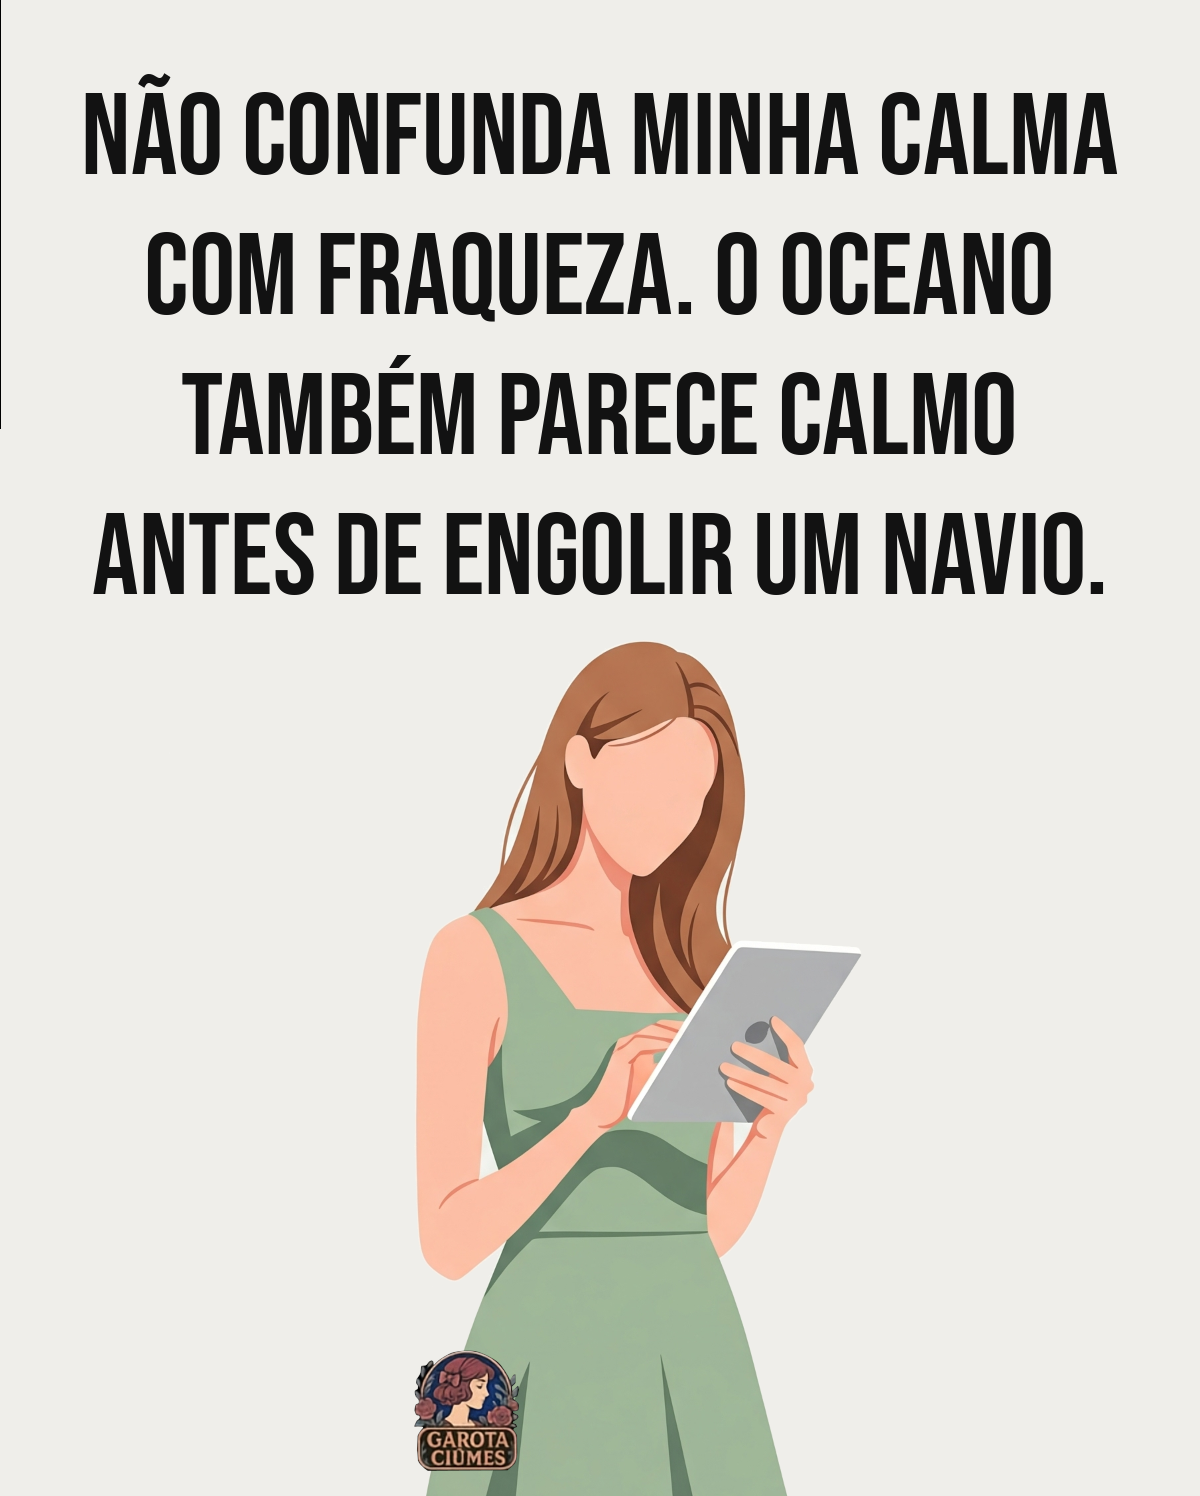 NÃO CONFUNDA MINHA CALMA
COM FRAQUEZA. O OCEANO
TAMBÉM PARECE CALMO
ANTES DE ENGOLIR UM NAVIO.
GAROTA
CIÚMES